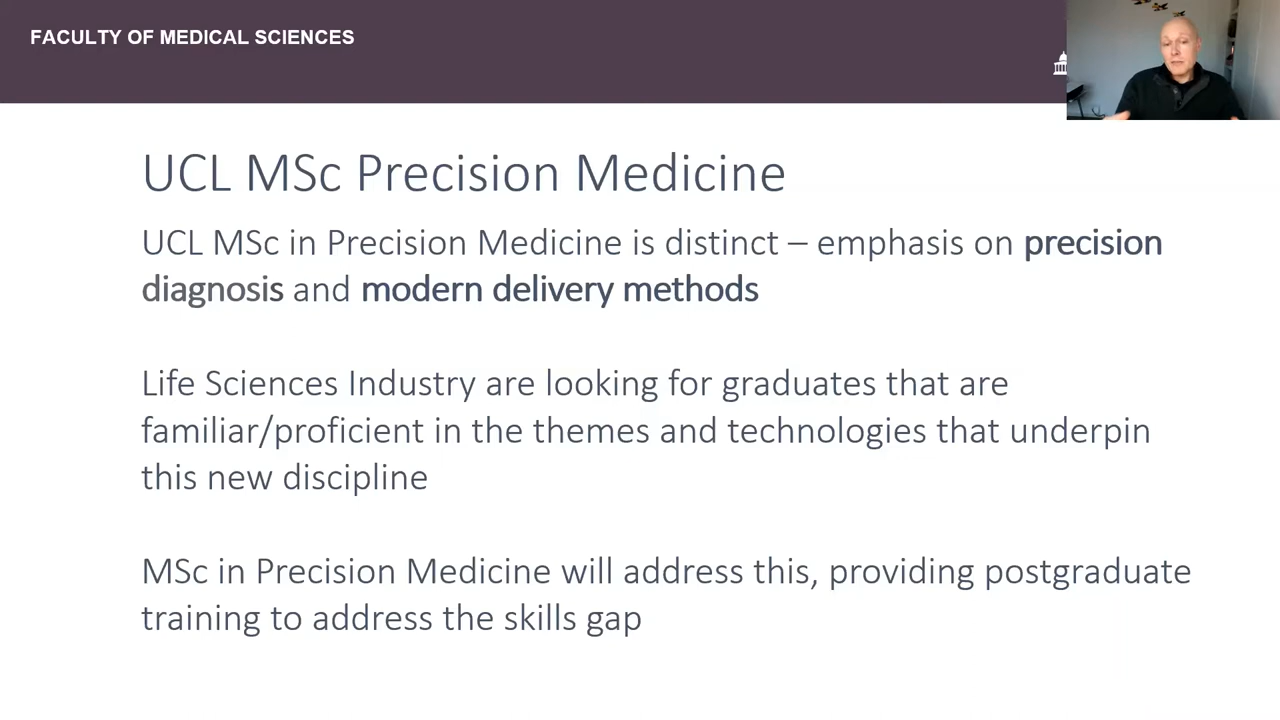 FACULTY OF MEDICAL SCIENCES
UCL MSc Precision Medicine
UCL MSc in Precision Medicine is distinct – emphasis on precision
diagnosis and modern delivery methods
Life Sciences Industry are looking for graduates that are
familiar/proficient in the themes and technologies that underpin
this new discipline
MSc in Precision Medicine will address this, providing postgraduate
training to address the skills gap